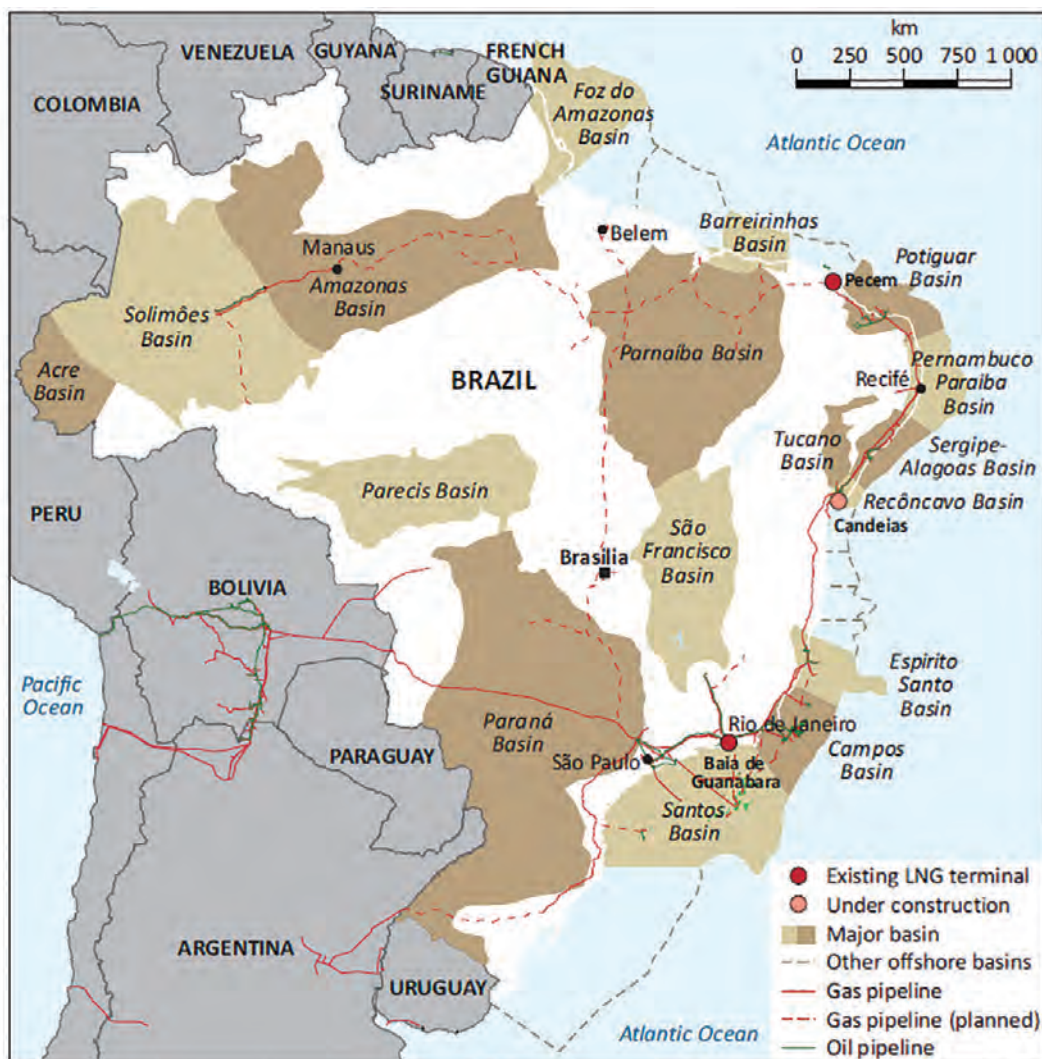 VENEZUELA
GUYANA
FRENCH
GUIANA
SURINAME
COLOMBIA
Foz do
Amazonas
Basin
km
0 250 500 750 1 000
Atlantic Ocean
Belem
Barreirinhas
Basin
Manaus
Amazonas
Basin
Potiguar
Basin
Pecem
Solimões
Basin
Acre
Basin
Parnaíba Basin
BRAZIL
Pernambuco
Paraiba
Basin
Recifé
Tucano
Basin
Sergipe-
Alagoas Basin
Parecis Basin
Recôncavo Basin
Candeias
PERU
São
Francisco
Basin
Brasilia
BOLIVIA
Pacific
Ocean
Espirito
Santo
Basin
Paraná
Basin
Rio de Janeiro
Campos
Basin
PARAGUAY
São Paulo
Baia de
Guanabara
Santos
Basin
ARGENTINA
URUGUAY
Atlantic Ocean
Existing LNG terminal
Under construction
Major basin
Other offshore basins
Gas pipeline
Gas pipeline (planned)
Oil pipeline